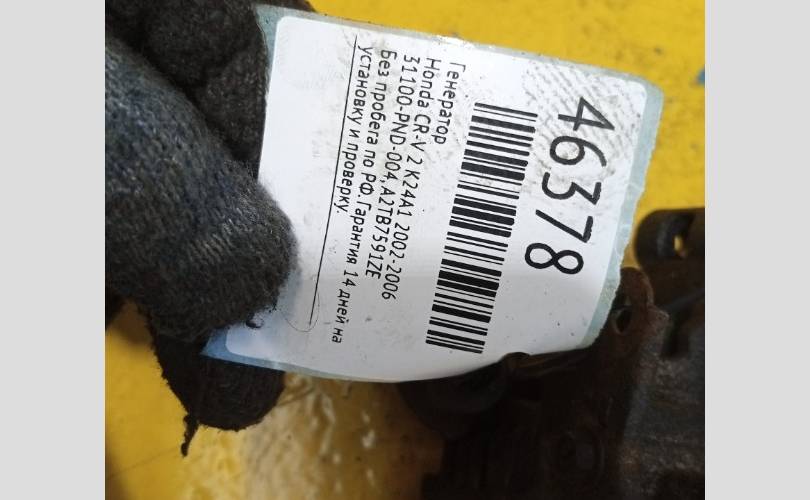 46378
Генератор
Honda CR-V 2 K24A1 2002-2006
31100-PND-004,A2TB7591ZE
Без пробега по РФ.Гарантия 14 дней на
установку и проверку.